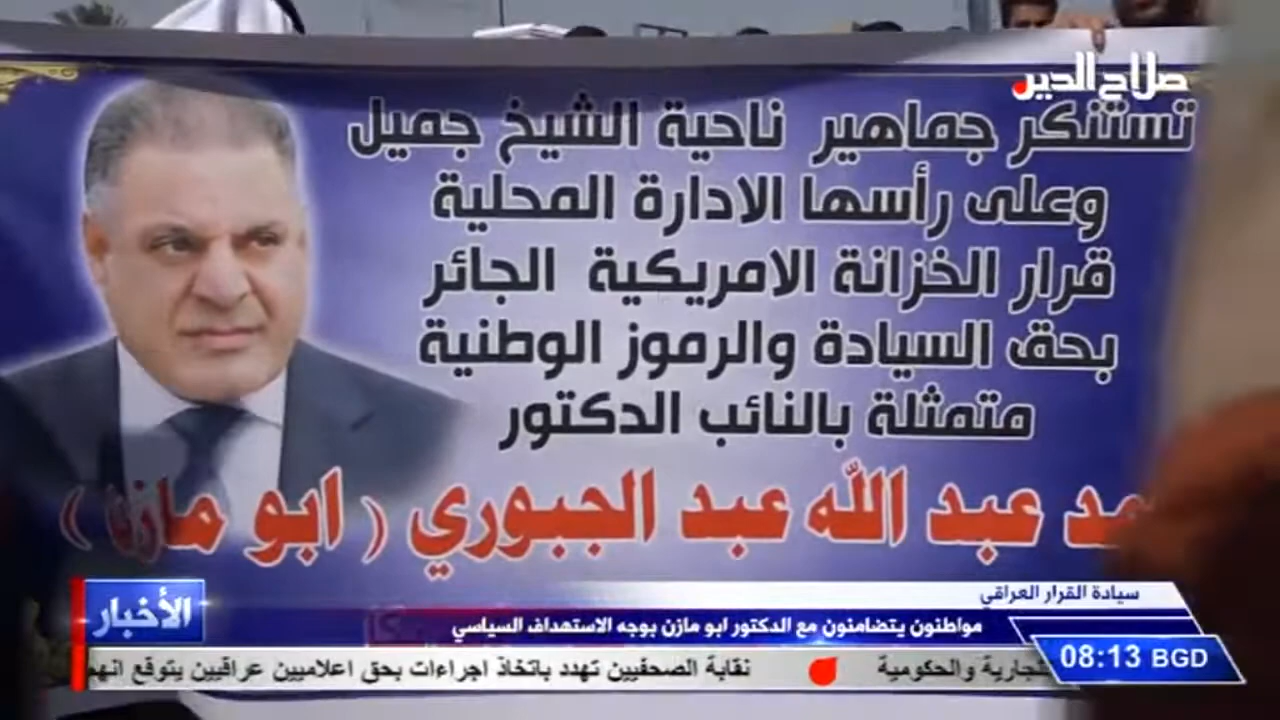 صلاح الدين
تستنكر جماهير ناحية الشيخ جميل
وعلى رأسها الادارة المحلية
قرار الخزانة الامريكية الجائر
بحق السيادة والرموز الوطنية
متمثلة بالنائب الدكتور
عبد الله عبد الجبوري ( ابو مازن )
سيادة القرار العراقي
الأخبار
مواطنون يتضامنون مع الدكتور ابو مازن بوجه الاستهداف السياسي
08:13 BGD
والحكومية نقابة الصحفيين تهدد باتخاذ اجراءات بحق اعلاميين عراقيين يتوقع انهم